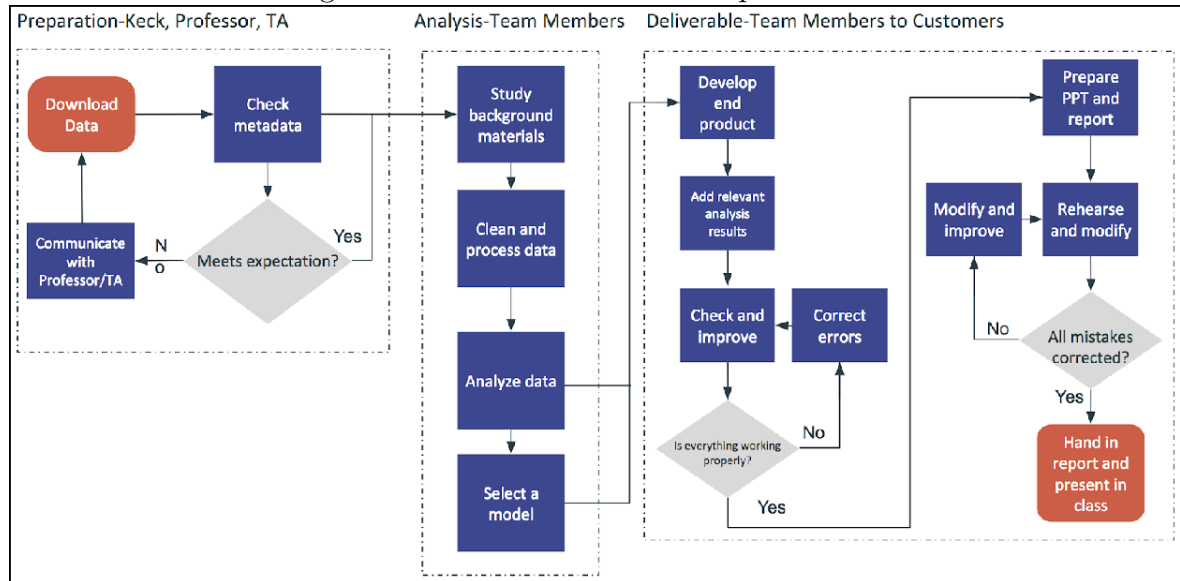 Preparation-Keck, Professor, TA
Analysis-Team Members
Deliverable-Team Members to Customers
Download
Data
Check
metadata
Communicate
with
Professor/TA
N
o
Meets expectation?
Yes
Study
background
materials
Clean and
process data
Analyze data
Select a
model
Develop
end
product
Add relevant
analysis
results
Check and
improve
Correct
errors
Is everything working
properly?
No
Yes
Prepare
PPT and
report
Modify and
improve
Rehearse
and modify
No
All mistakes
corrected?
Yes
Hand in
report and
present in
class